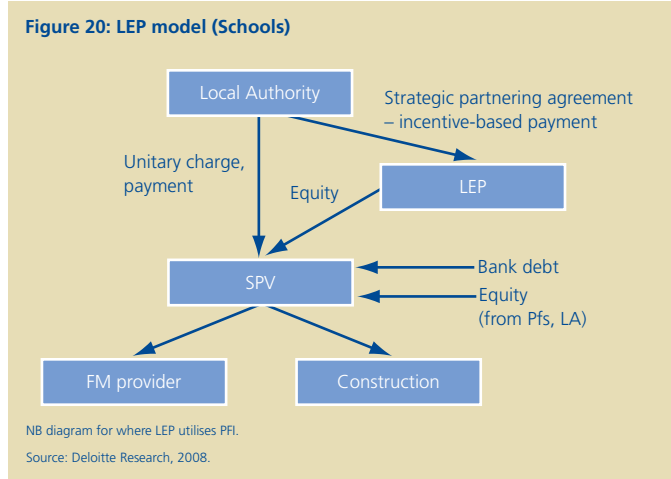 Figure 20: LEP model (Schools)
Local Authority
Strategic partnering agreement
– incentive-based payment
Unitary charge,
payment
Equity
LEP
SPV
Bank debt
Equity
(from Pfs, LA)
FM provider
Construction
NB diagram for where LEP utilises PFI.
Source: Deloitte Research, 2008.